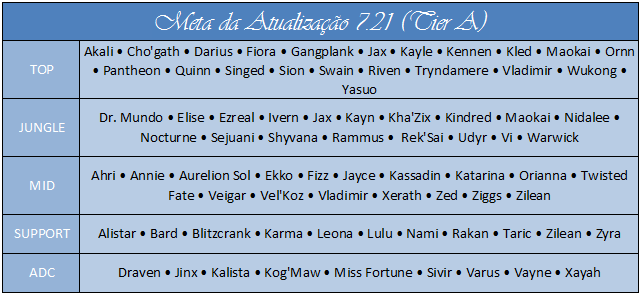 Meta da Atualização 7.21 (Tier A)
TOP
Akali • Cho'gath • Darius • Fiora • Gangplank • Jax • Kayle • Kennen • Kled • Maokai • Ornn
• Pantheon • Quinn • Singed • Sion • Swain • Riven • Tryndamere • Vladimir • Wukong •
Yasuo
JUNGLE
Dr. Mundo • Elise • Ezreal • Ivern • Jax • Kayn • Kha'Zix • Kindred • Maokai • Nidalee •
Nocturne • Sejuani • Shyvana • Rammus • Rek'Sai • Udyr • Vi • Warwick
MID
Ahri • Annie • Aurelion Sol • Ekko • Fizz • Jayce • Kassadin • Katarina • Orianna • Twisted
Fate • Veigar • Vel'Koz • Vladimir • Xerath • Zed • Ziggs • Zilean
SUPPORT
Alistar • Bard • Blitzcrank • Karma • Leona • Lulu • Nami • Rakan • Taric • Zilean • Zyra
ADC
Draven • Jinx • Kalista • Kog'Maw • Miss Fortune • Sivir • Varus • Vayne • Xayah